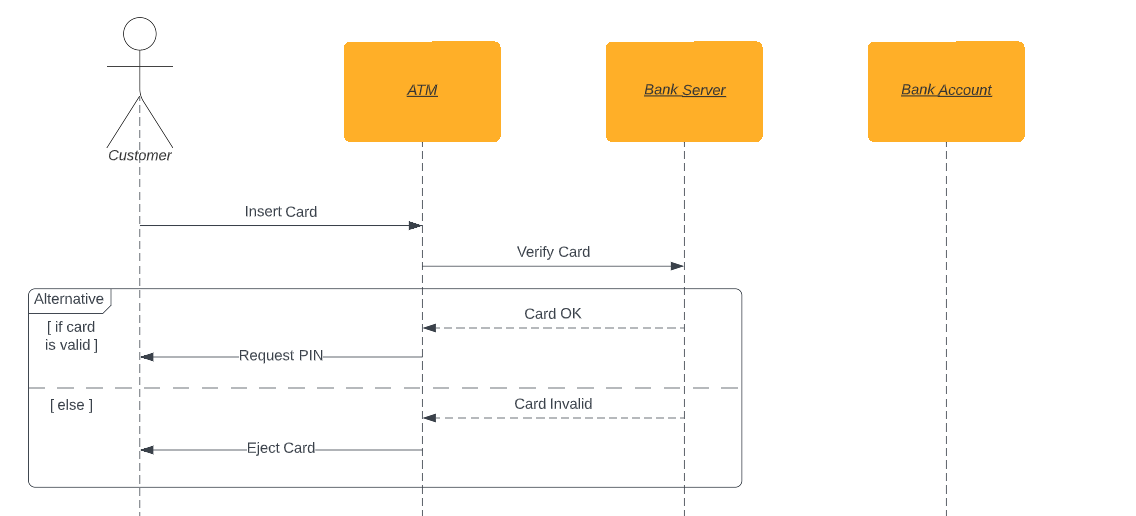 Customer
ATM
Bank Server
Bank Account
Insert Card
Verify Card
Alternative
[ if card
is valid ]
Card OK
Request PIN
[ else ]
Card Invalid
Eject Card